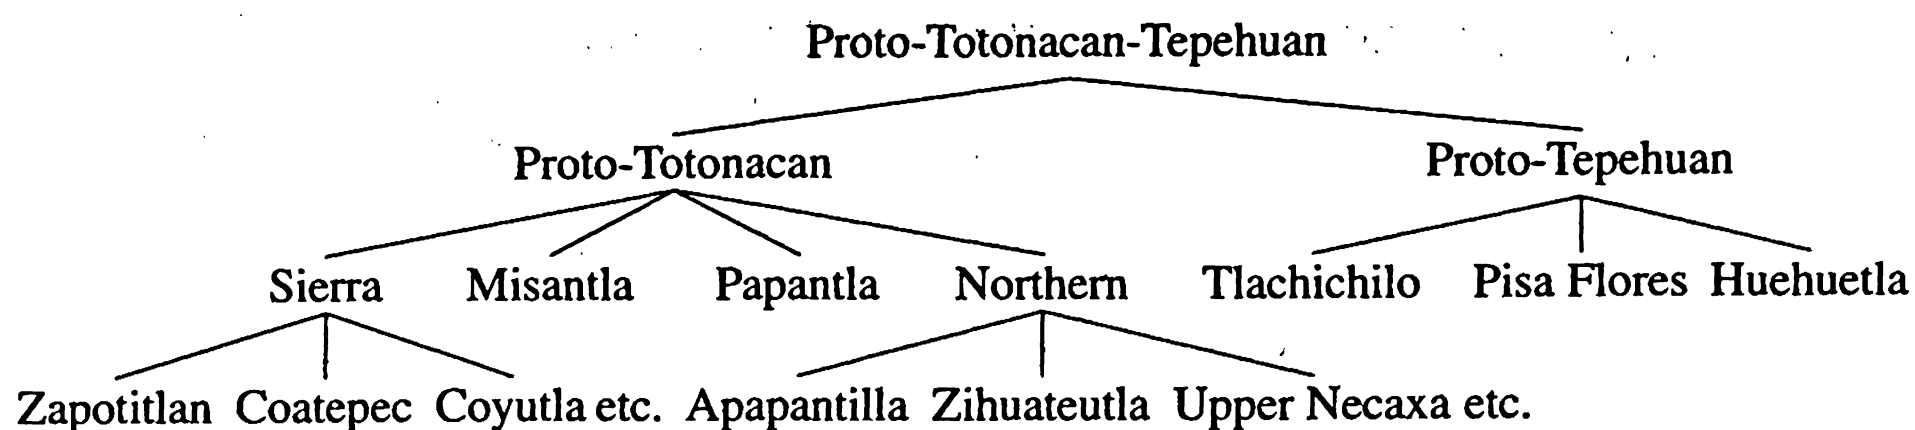 Proto-Totonacan-Tepehuan
Proto-Totonacan Proto-Tepehuan
Sierra Misantla Papantla Northern Tlachichilo Pisa Flores Huehuetla
Zapotitlan Coatepec Coyutla etc. Apapantilla Zihuateutla Upper Necaxa etc.